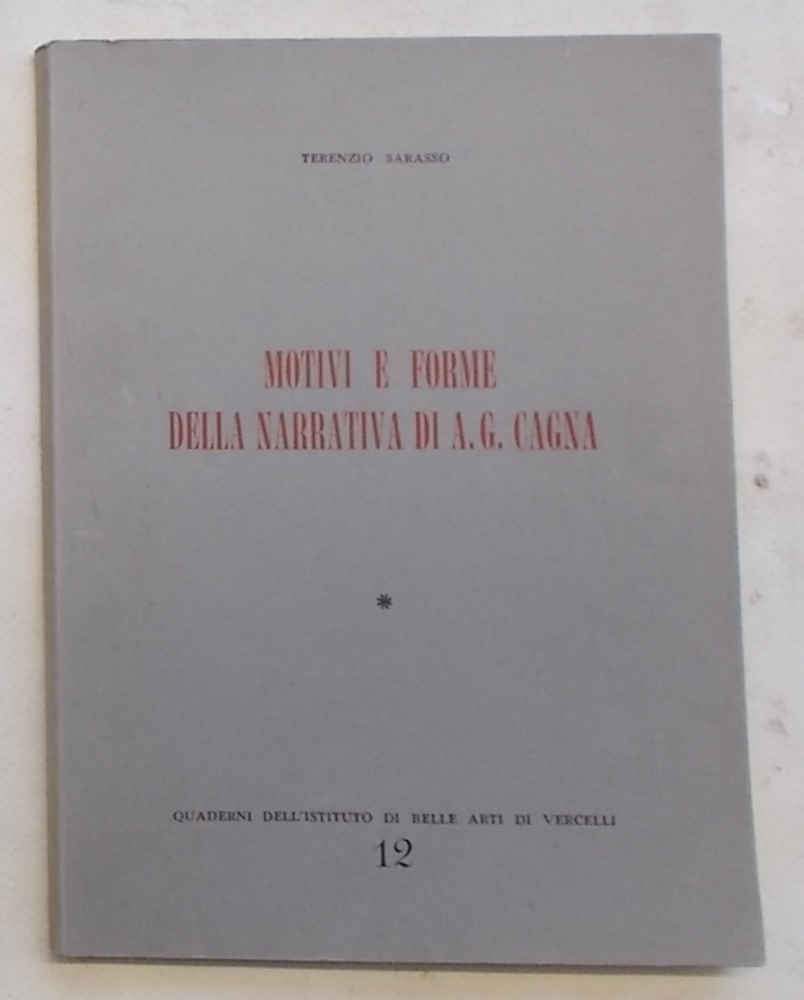 TERENZIO SARASSO
MOTIVI E FORME
DELLA NARRATIVA DI A. G. CAGNA
*
QUADERNI DELL'ISTITUTO DI BELLE ARTI DI VERCELLI
12